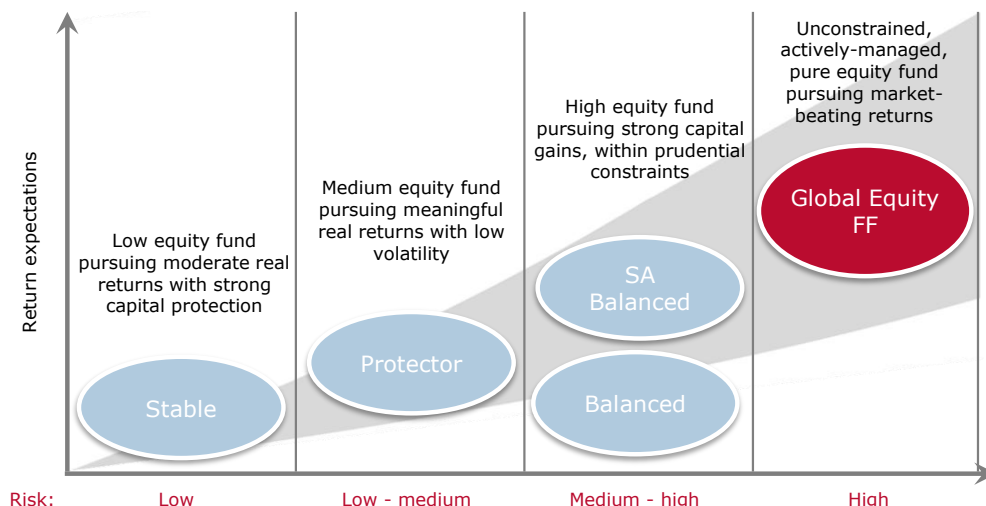 Return expectations
Low equity fund
pursuing moderate real
returns with strong
capital protection
Stable
Medium equity fund
pursuing meaningful
real returns with low
volatility
Protector
High equity fund
pursuing strong capital
gains, within prudential
constraints
SA
Balanced
Balanced
Unconstrained,
actively-managed,
pure equity fund
pursuing market-
beating returns
Global Equity
FF
Risk:
Low
Low - medium
Medium - high
High